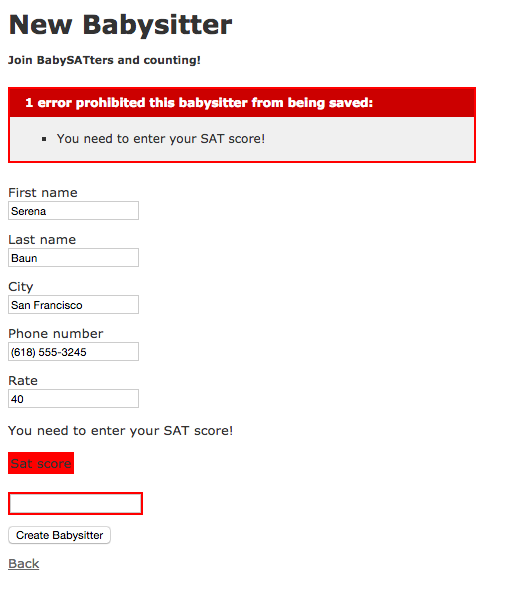 New Babysitter
Join BabySATters and counting!
1 error prohibited this babysitter from being saved:
You need to enter your SAT score!
First name
Serena
Last name
Baun
City
San Francisco
Phone number
(618) 555-3245
Rate
40
You need to enter your SAT score!
Sat score
Create Babysitter
Back